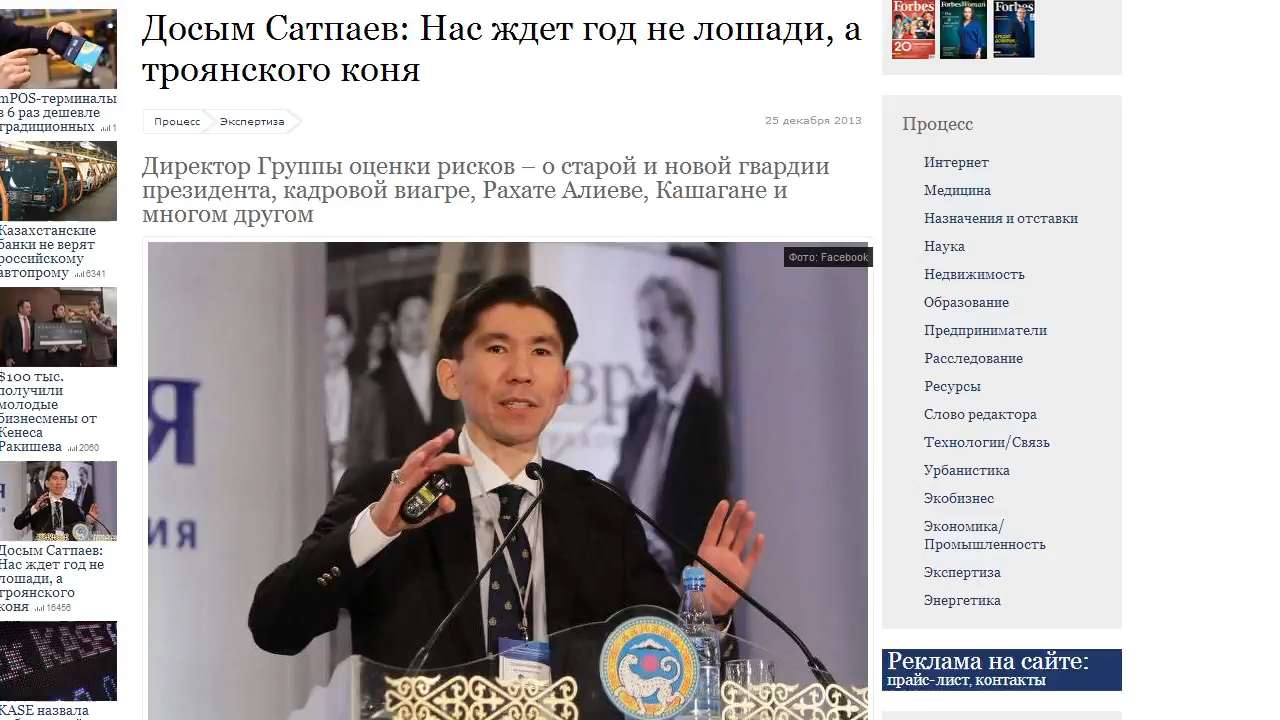 mPOS-терминалы
в 6 раз дешевле
традиционных 1
Казахстанские
банки не верят
российскому
автопрому 6341
$100 тыс.
получили
молодые
бизнесмены от
Кенеса
Ракишева 2060
Досым Сатпаев:
Нас ждет год не
лошади, а
троянского
коня 16456
KASE
KASE назвала
Досым Сатпаев: Нас ждет год не лошади, а
троянского коня
Процесс Экспертиза 25 декабря 2013
Директор Группы оценки рисков – о старой и новой гвардии
президента, кадровой виагре, Рахате Алиеве, Кашагане и
многом другом
Фото: Facebook
Forbes ForbesWoman Forbes
20
Процесс
Интернет
Медицина
Назначения и отставки
Наука
Недвижимость
Образование
Предприниматели
Расследование
Ресурсы
Слово редактора
Технологии/Связь
Урбанистика
Экобизнес
Экономика/
Промышленность
Экспертиза
Энергетика
Реклама на сайте:
прайс-лист, контакты